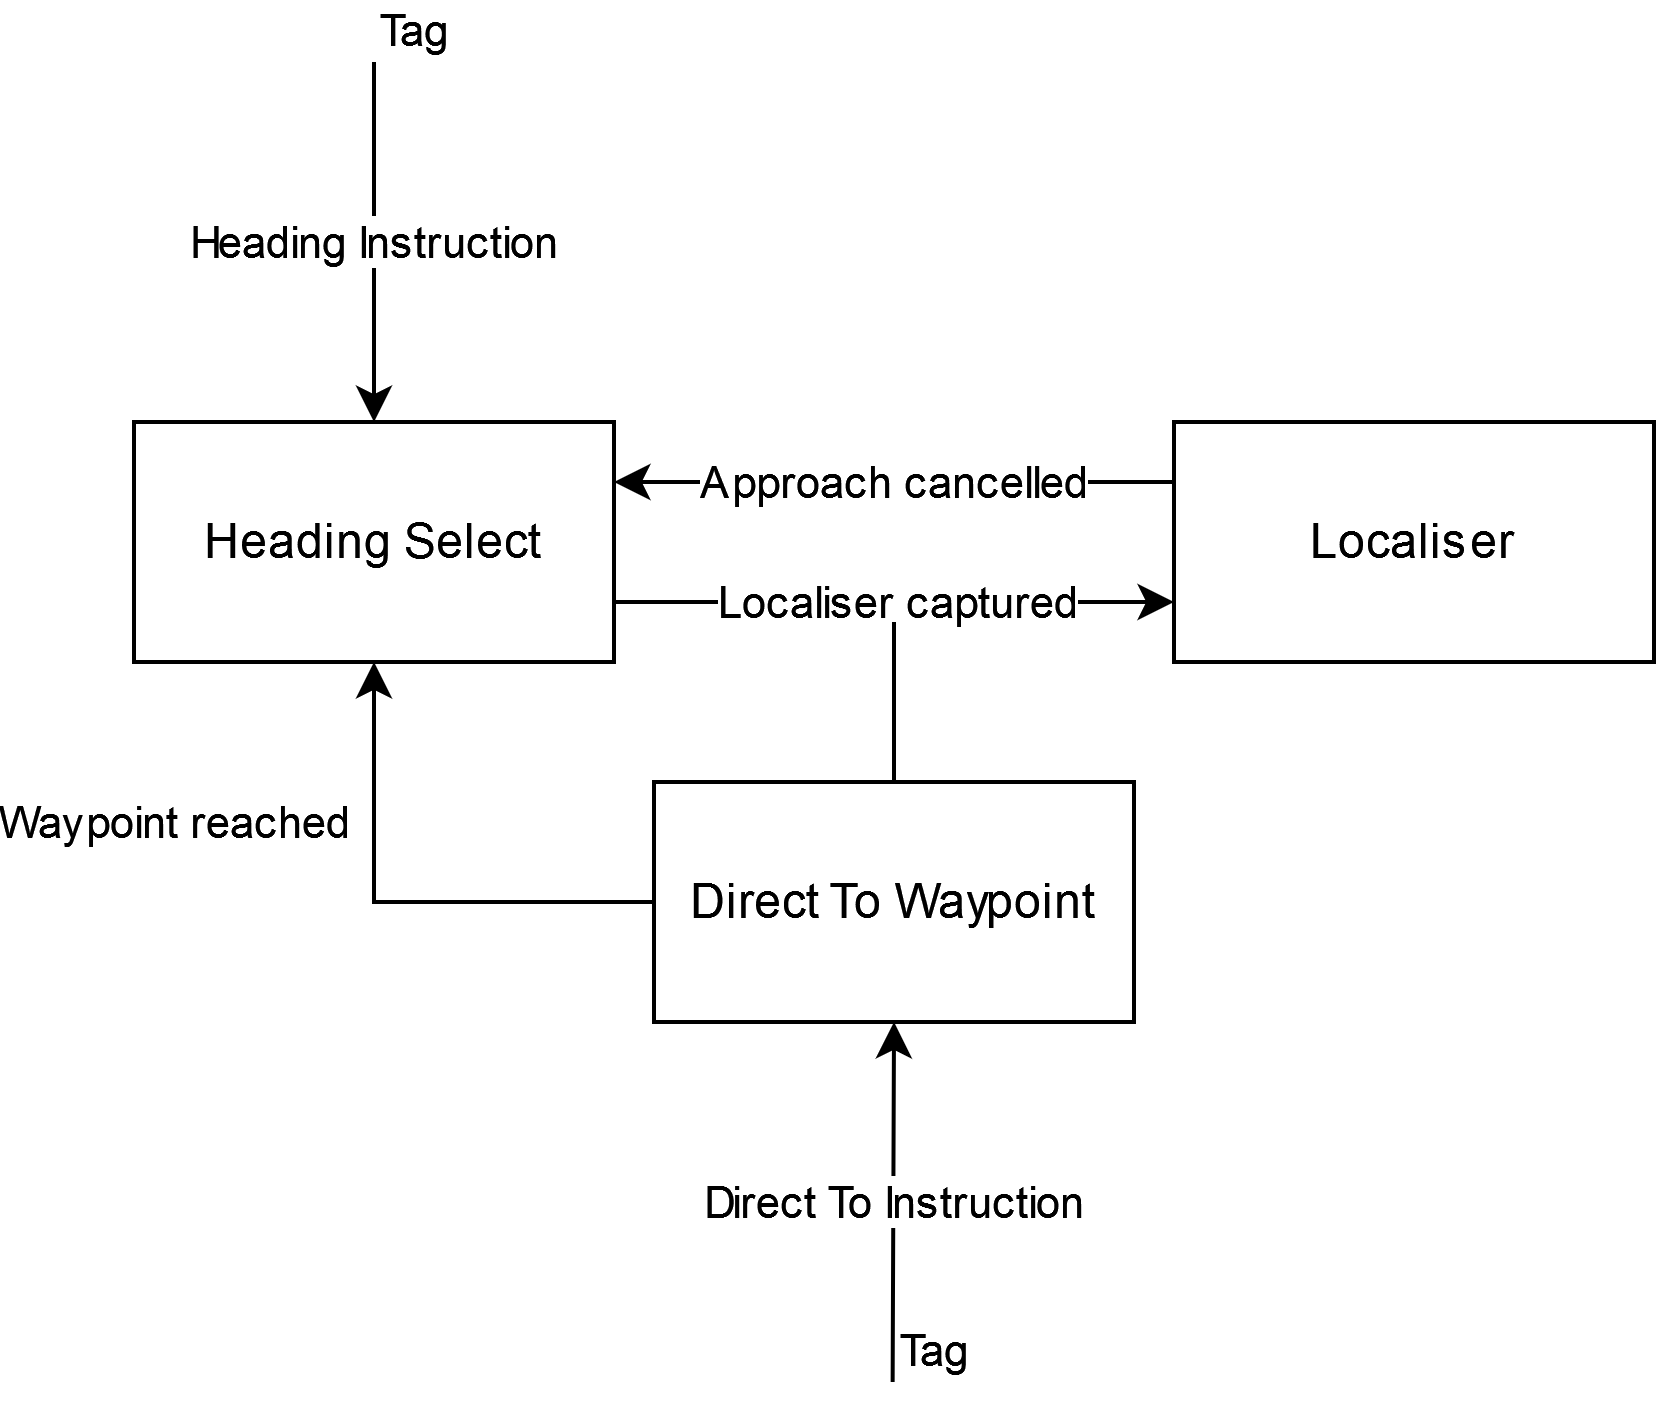 Tag
Heading Instruction
Approach cancelled
Heading Select
Localiser
Localiser captured
Waypoint reached
Direct To Waypoint
Direct To Instruction
Tag